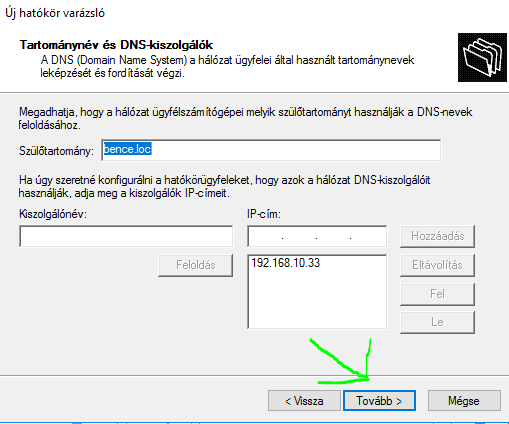 Új hatókör varázsló
Tartománynév és DNS-kiszolgálók
A DNS (Domain Name System) a hálózat ügyfelei által használt tartománynevek
leképzését és fordítását végzi.
Megadhatja, hogy a hálózat ügyfélszámítógépei melyik szülőtartományt használják a DNS-nevek
feloldásához.
Szülőtartomány: bence.loc
Ha úgy szeretné konfigurálni a hatókörügyfeleket, hogy azok a hálózat DNS-kiszolgálóit
használják, adja meg a kiszolgálók IP-címeit.
Kiszolgálónév: IP-cím:
. . . Hozzáadás
Feloldás 192.168.10.33 Eltávolítás
Fel
Le
< Vissza Tovább > Mégse